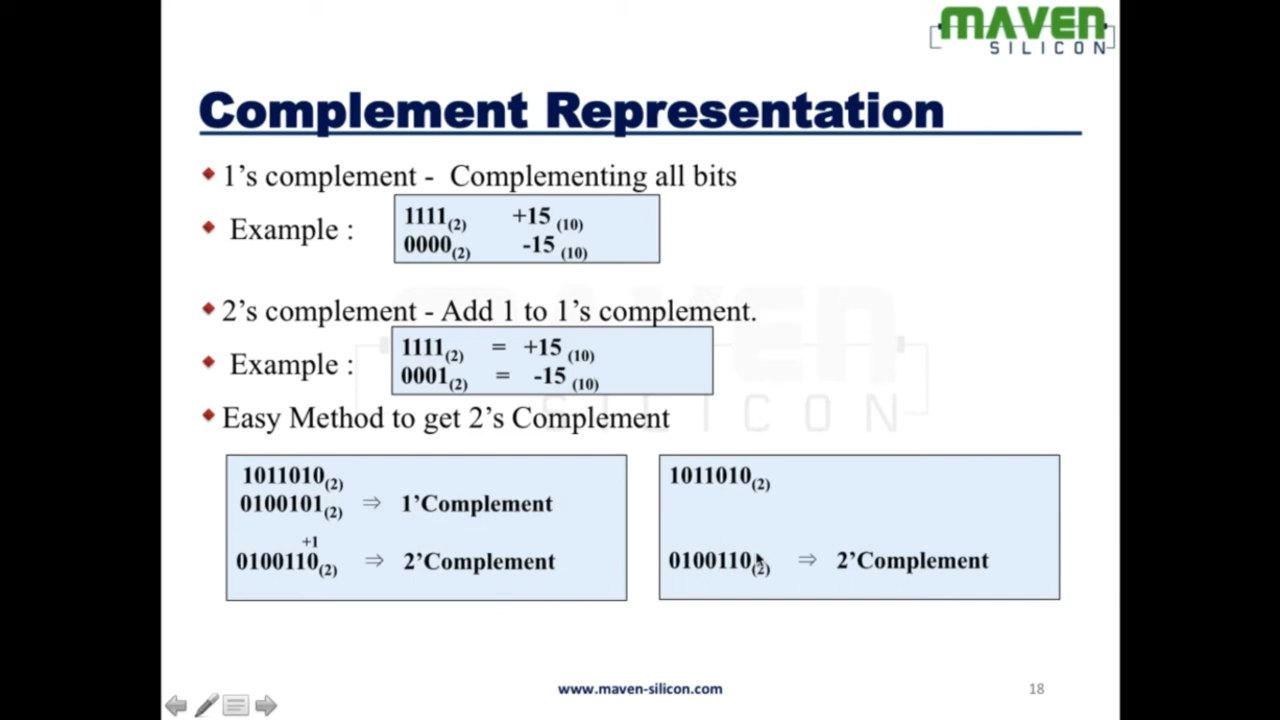 MAVEN
SILICON
Complement Representation
1's complement - Complementing all bits
Example :
1111(2) +15 (10)
0000(2) -15 (10)
2's complement - Add 1 to 1's complement.
Example :
1111(2) = +15 (10)
0001(2) = -15 (10)
Easy Method to get 2's Complement
1011010(2)
0100101(2) ⇒ 1'Complement
+1
0100110(2) ⇒ 2'Complement
1011010(2)
0100110(2) ⇒ 2'Complement
MAVEN
SILICON
www.maven-silicon.com
18